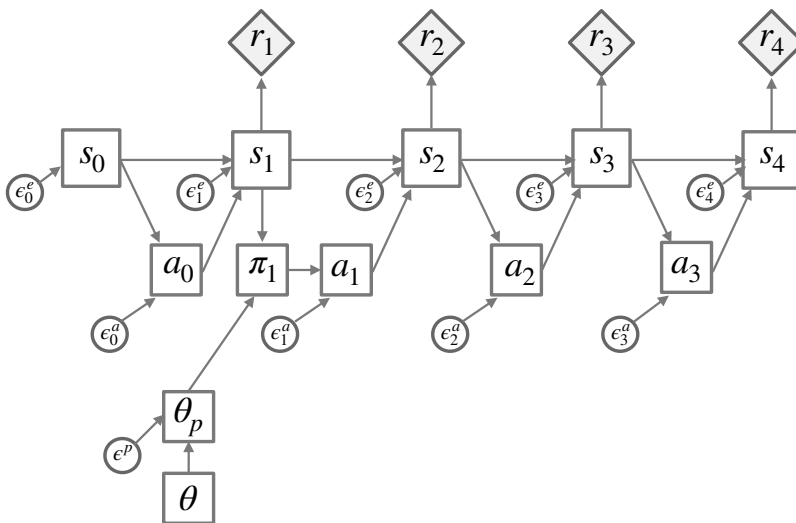 r₁ r₂ r₃ r₄
s₀ s₁ s₂ s₃ s₄
ϵ₀ᵉ ϵ₁ᵉ ϵ₂ᵉ ϵ₃ᵉ ϵ₄ᵉ
a₀ π₁ a₁ a₂ a₃
ϵ₀ᵃ ϵ₁ᵃ ϵ₂ᵃ ϵ₃ᵃ
θₚ
ϵᵖ
θ